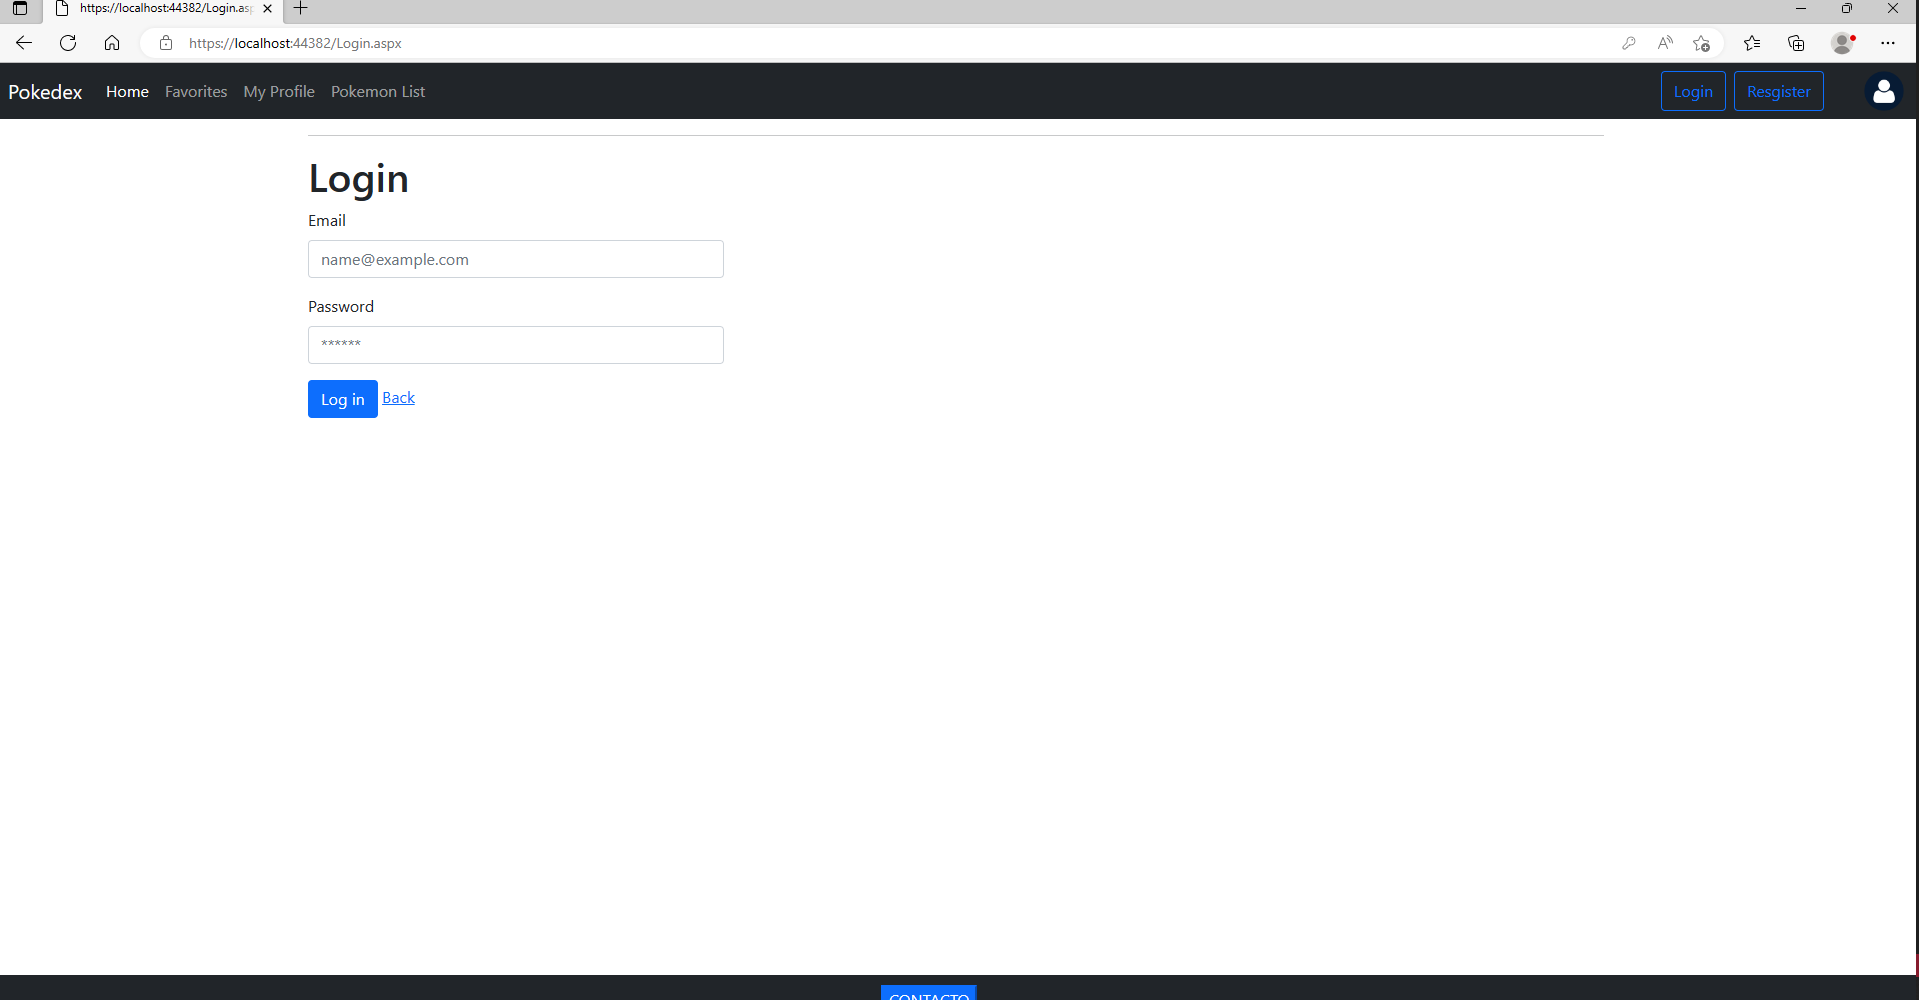 https://localhost:44382/Login.asp
https://localhost:44382/Login.aspx
Pokedex Home Favorites My Profile Pokemon List Login Resgister
Login
Email
name@example.com
Password
******
Log in Back
CONTACTO